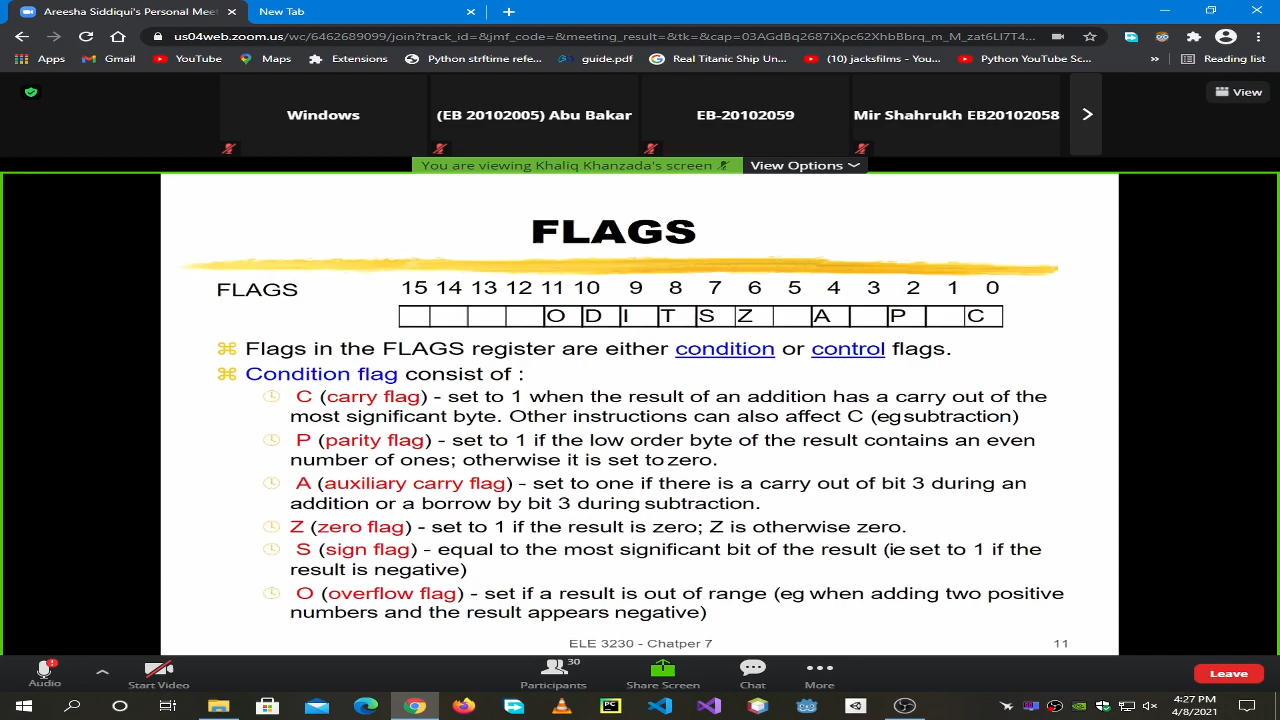 Areesha Siddiqui's Personal Meet
New Tab
us04web.zoom.us/wc/6462689099/join?track_id=&jmf_code=&meeting_result=&tk=&cap=03AGdBq2687iXpc62XhbBbrq_m_M_zat6LI7T4...
Apps Gmail YouTube Maps Extensions Python strftime refe... guide.pdf Real Titanic Ship Un... (10) jacksfilms - You... Python YouTube Sc... » Reading list
View
Windows (EB 20102005) Abu Bakar EB-20102059 Mir Shahrukh EB20102058
You are viewing Khaliq Khanzada's screen View Options
FLAGS
FLAGS 15 14 13 12 11 10 9 8 7 6 5 4 3 2 1 0
O D I T S Z A P C
Flags in the FLAGS register are either condition or control flags.
Condition flag consist of :
C (carry flag) - set to 1 when the result of an addition has a carry out of the
most significant byte. Other instructions can also affect C (eg subtraction)
P (parity flag) - set to 1 if the low order byte of the result contains an even
number of ones; otherwise it is set to zero.
A (auxiliary carry flag) - set to one if there is a carry out of bit 3 during an
addition or a borrow by bit 3 during subtraction.
Z (zero flag) - set to 1 if the result is zero; Z is otherwise zero.
S (sign flag) - equal to the most significant bit of the result (ie set to 1 if the
result is negative)
O (overflow flag) - set if a result is out of range (eg when adding two positive
numbers and the result appears negative)
ELE 3230 - Chatper 7 11
Audio Start Video Participants 30 Share Screen Chat More Leave
PC
4:27 PM
4/8/2021